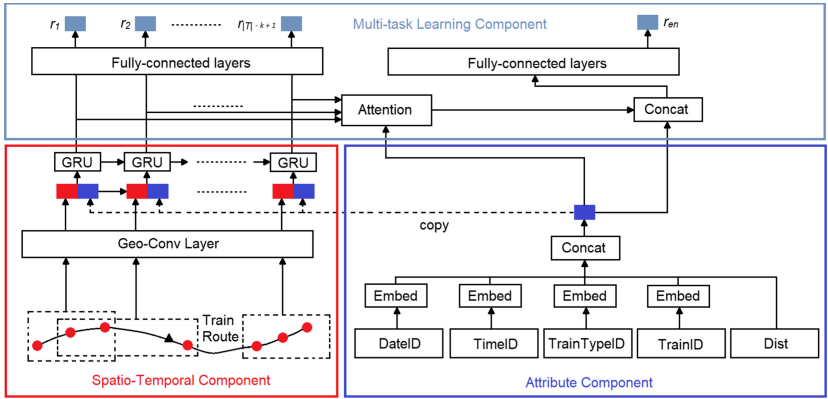 r1
r2
r|T|-k+1
Multi-task Learning Component
ren
Fully-connected layers
Fully-connected layers
Attention
Concat
GRU
GRU
GRU
copy
Geo-Conv Layer
Concat
Train
Route
Embed
Embed
Embed
Embed
DateID
TimeID
TrainTypeID
TrainID
Dist
Spatio-Temporal Component
Attribute Component